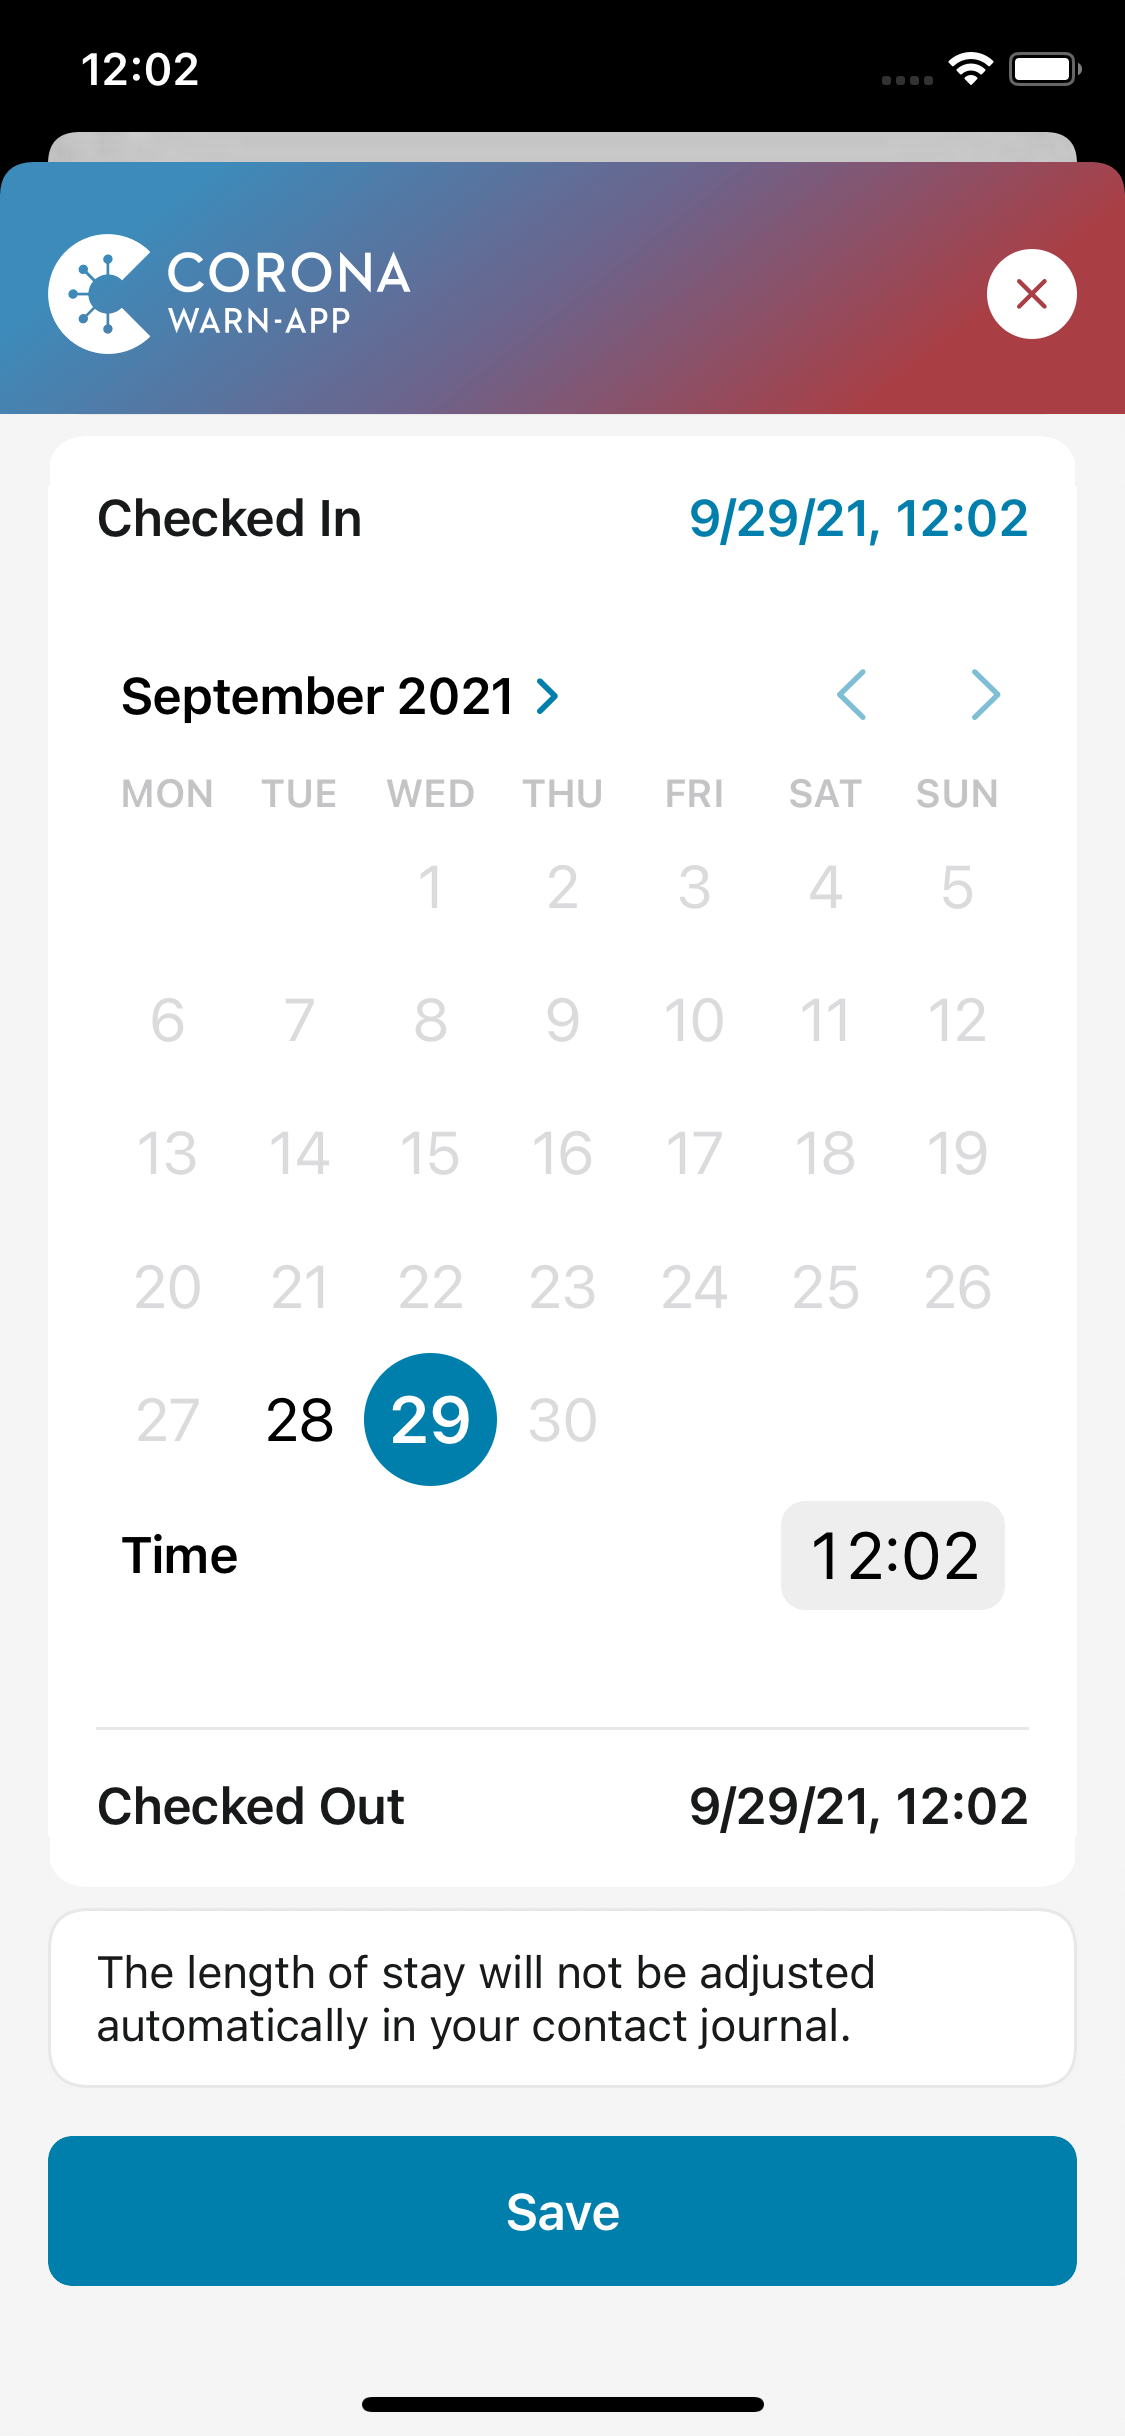 12:02
CORONA
WARN-APP
Checked In 9/29/21, 12:02
September 2021
MON TUE WED THU FRI SAT SUN
1 2 3 4 5
6 7 8 9 10 11 12
13 14 15 16 17 18 19
20 21 22 23 24 25 26
27 28 29 30
Time 12:02
Checked Out 9/29/21, 12:02
The length of stay will not be adjusted
automatically in your contact journal.
Save